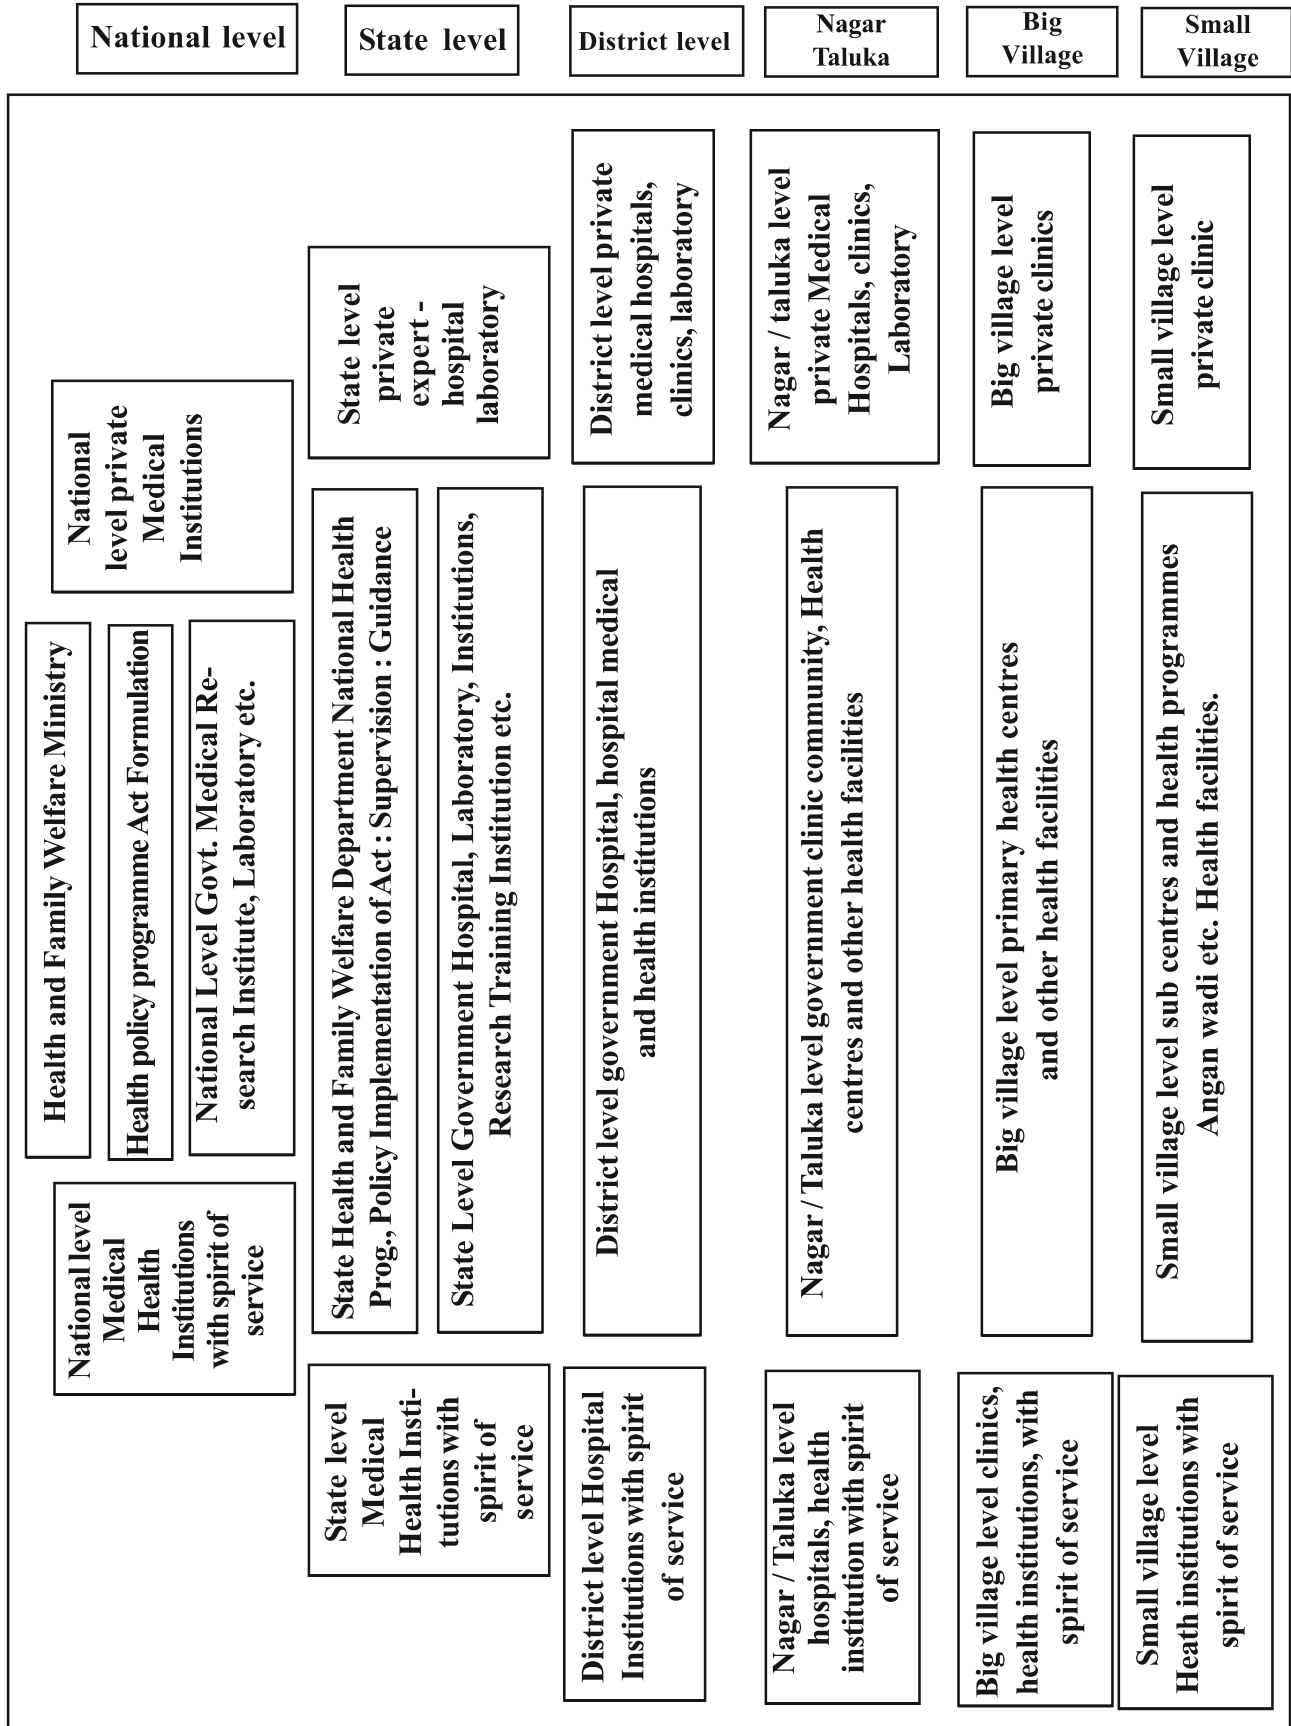 National level
State level
District level
Nagar
Taluka
Big
Village
Small
Village
National
level private
Medical
Institutions
Health and Family Welfare Ministry
Health policy programme Act Formulation
National Level Govt. Medical Re-
search Institute, Laboratory etc.
National level
Medical
Health
Institutions
with spirit of
service
State level
private
expert -
hospital
laboratory
State Health and Family Welfare Department National Health
Prog., Policy Implementation of Act : Supervision : Guidance
State Level Government Hospital, Laboratory, Institutions,
Research Training Institution etc.
State level
Medical
Health Insti-
tutions with
spirit of
service
District level private
medical hospitals,
clinics, laboratory
District level government Hospital, hospital medical
and health institutions
District level Hospital
Institutions with spirit
of service
Nagar / taluka level
private Medical
Hospitals, clinics,
Laboratory
Nagar / Taluka level government clinic community, Health
centres and other health facilities
Nagar / Taluka level
hospitals, health
institution with spirit
of service
Big village level
private clinics
Big village level primary health centres
and other health facilities
Big village level clinics,
health institutions, with
spirit of service
Small village level
private clinic
Small village level sub centres and health programmes
Angan wadi etc. Health facilities.
Small village level
Heath institutions with
spirit of service